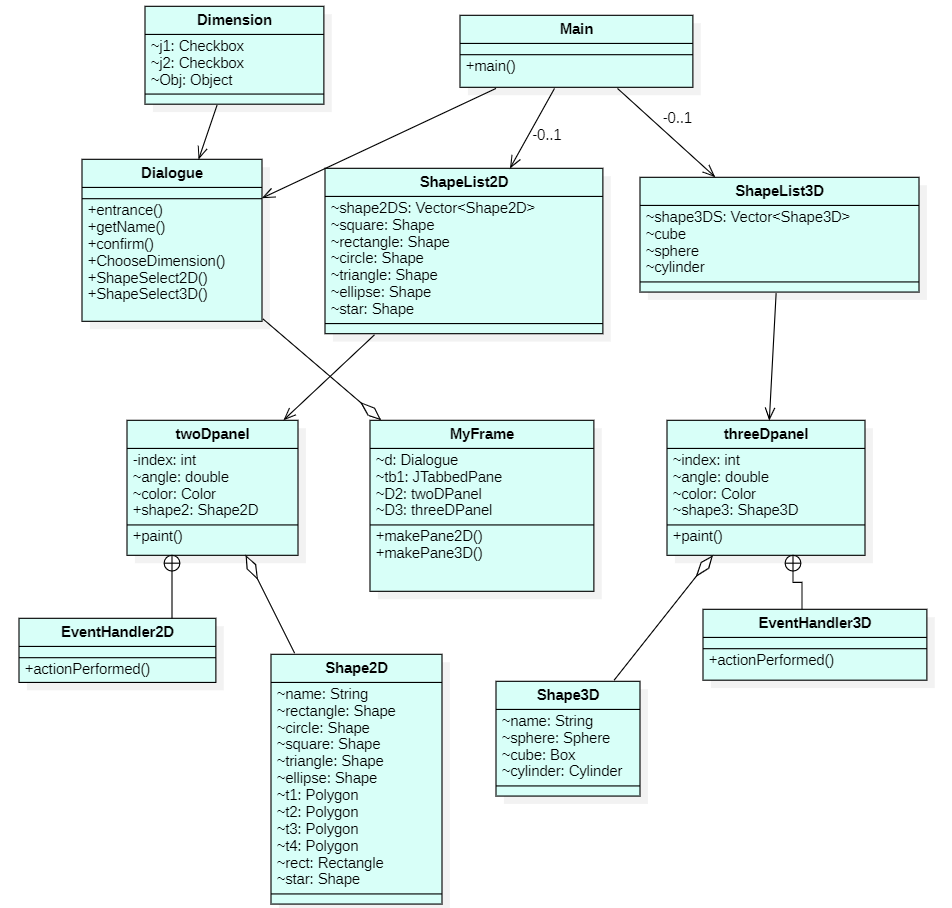 Dimension
~j1: Checkbox
~j2: Checkbox
~Obj: Object
Main
+main()
-0..1
-0..1
Dialogue
+entrance()
+getName()
+confirm()
+ChooseDimension()
+ShapeSelect2D()
+ShapeSelect3D()
ShapeList2D
~shape2DS: Vector<Shape2D>
~square: Shape
~rectangle: Shape
~circle: Shape
~triangle: Shape
~ellipse: Shape
~star: Shape
ShapeList3D
~shape3DS: Vector<Shape3D>
~cube
~sphere
~cylinder
twoDpanel
-index: int
~angle: double
~color: Color
+shape2: Shape2D
+paint()
MyFrame
~d: Dialogue
~tb1: JTabbedPane
~D2: twoDPanel
~D3: threeDPanel
+makePane2D()
+makePane3D()
threeDpanel
~index: int
~angle: double
~color: Color
~shape3: Shape3D
+paint()
EventHandler2D
+actionPerformed()
Shape2D
~name: String
~rectangle: Shape
~circle: Shape
~square: Shape
~triangle: Shape
~ellipse: Shape
~t1: Polygon
~t2: Polygon
~t3: Polygon
~t4: Polygon
~rect: Rectangle
~star: Shape
Shape3D
~name: String
~sphere: Sphere
~cube: Box
~cylinder: Cylinder
EventHandler3D
+actionPerformed()